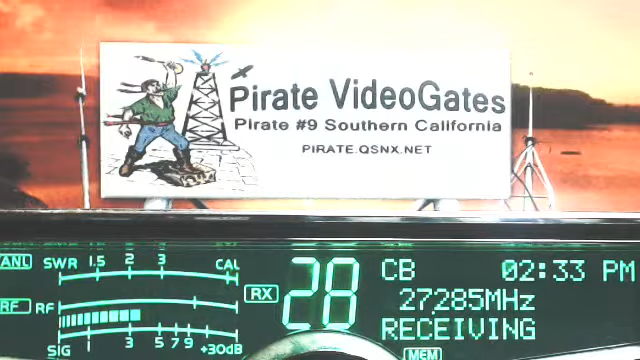 Pirate VideoGates
Pirate #9 Southern California
PIRATE.QSNX.NET
ANL SWR 1.5 2 3 CAL
RX 28 CB 02:33 PM
RF RF 27285MHz
RECEIVING
SIG 3 5 7 9 +30dB
MEM